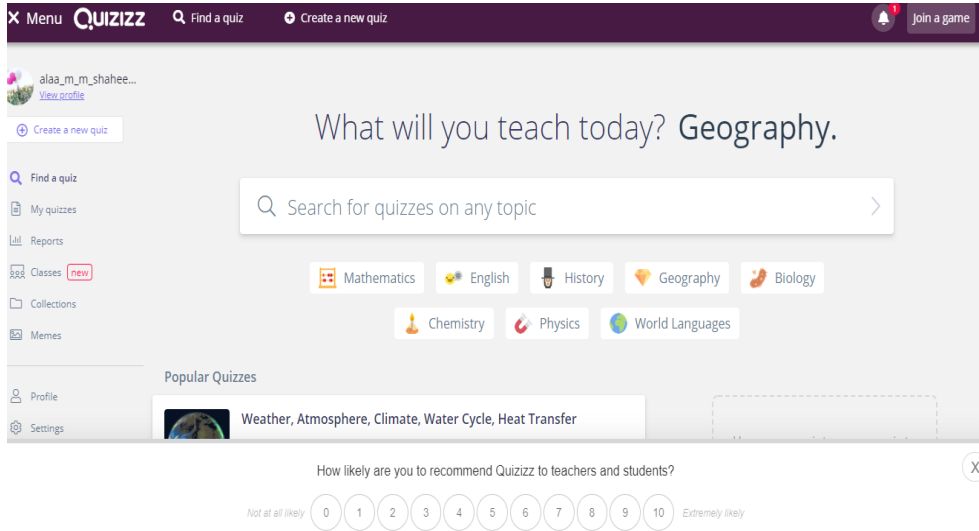 Menu QUIZIZZ Find a quiz Create a new quiz 1 Join a game
alaa_m_m_shahee...
View profile
Create a new quiz
What will you teach today? Geography.
Find a quiz
My quizzes
Reports
Classes new
Collections
Memes
Profile
Settings
Search for quizzes on any topic
Mathematics English History Geography Biology
Chemistry Physics World Languages
Popular Quizzes
Weather, Atmosphere, Climate, Water Cycle, Heat Transfer
How likely are you to recommend Quizizz to teachers and students? X
Not at all likely 0 1 2 3 4 5 6 7 8 9 10 Extremely likely